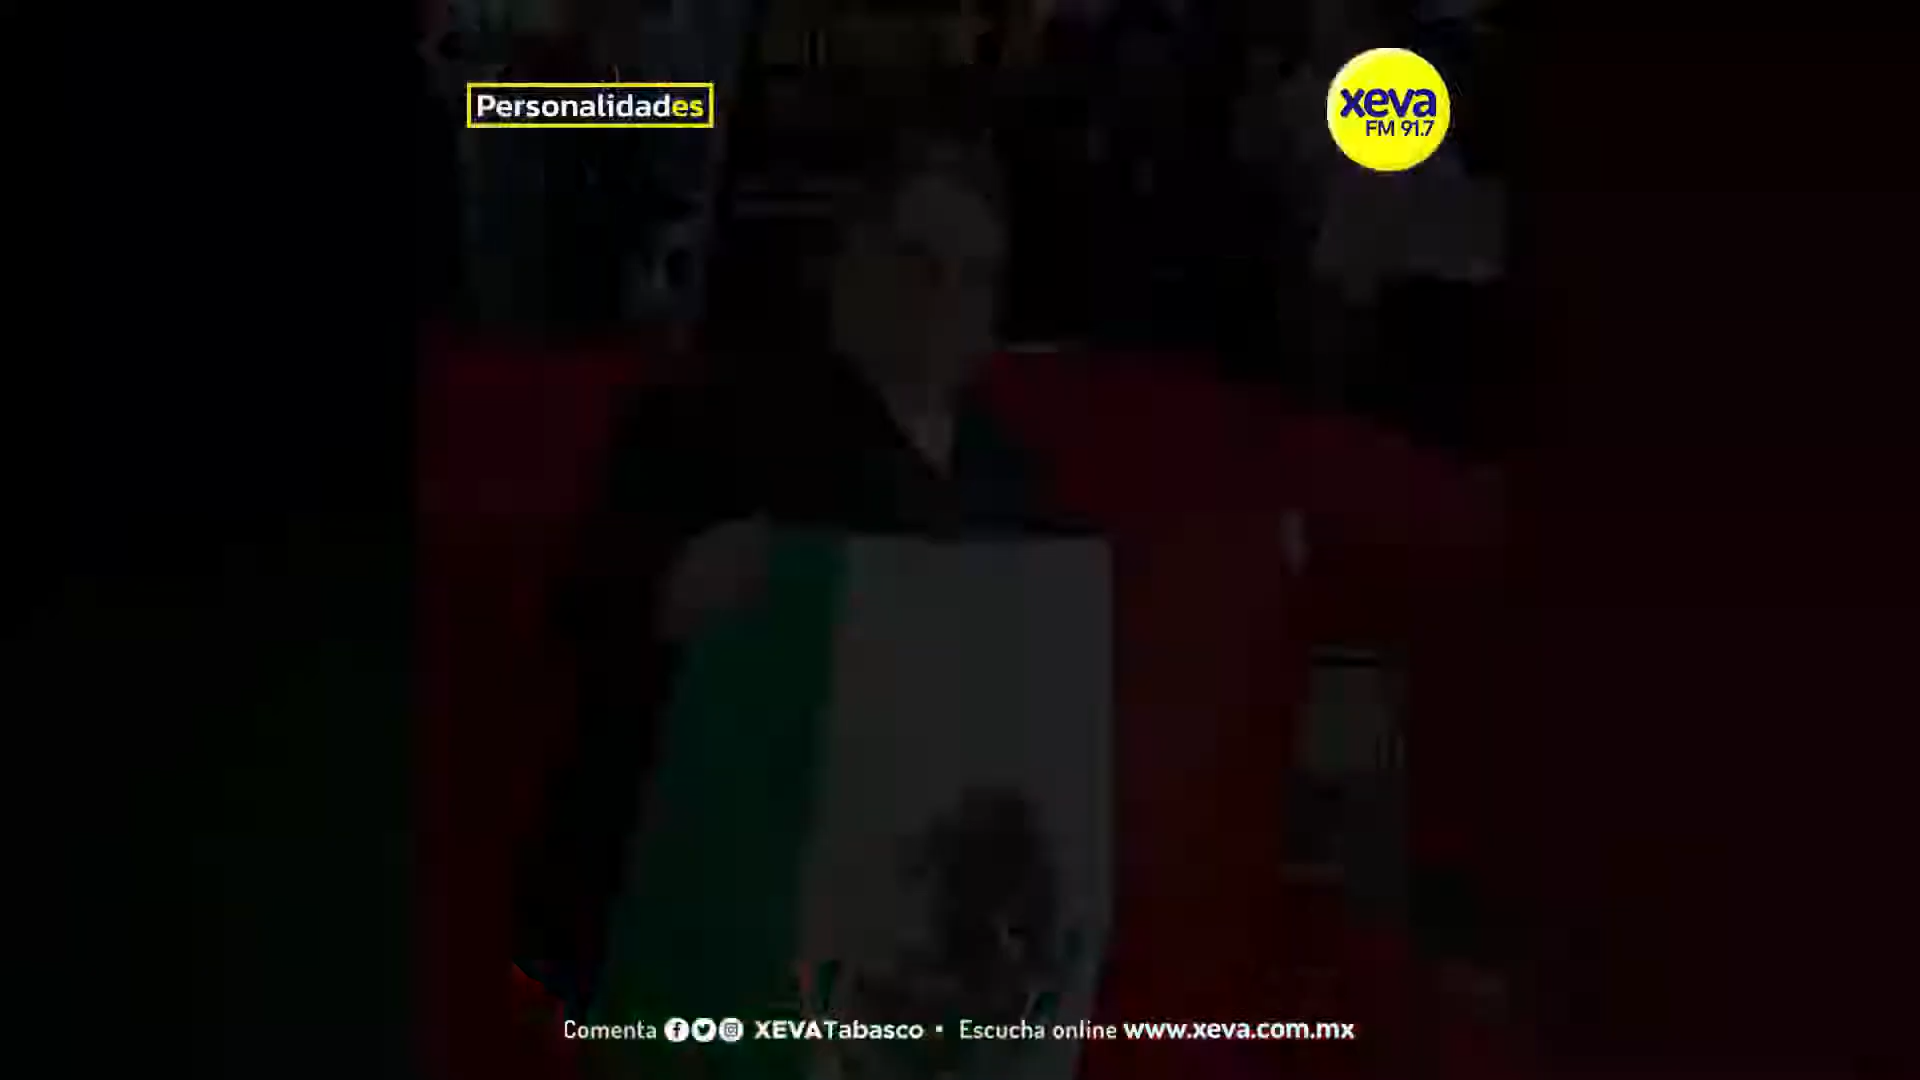 Personalidades
xeva
FM 91.7
Comenta XEVATabasco • Escucha online www.xeva.com.mx